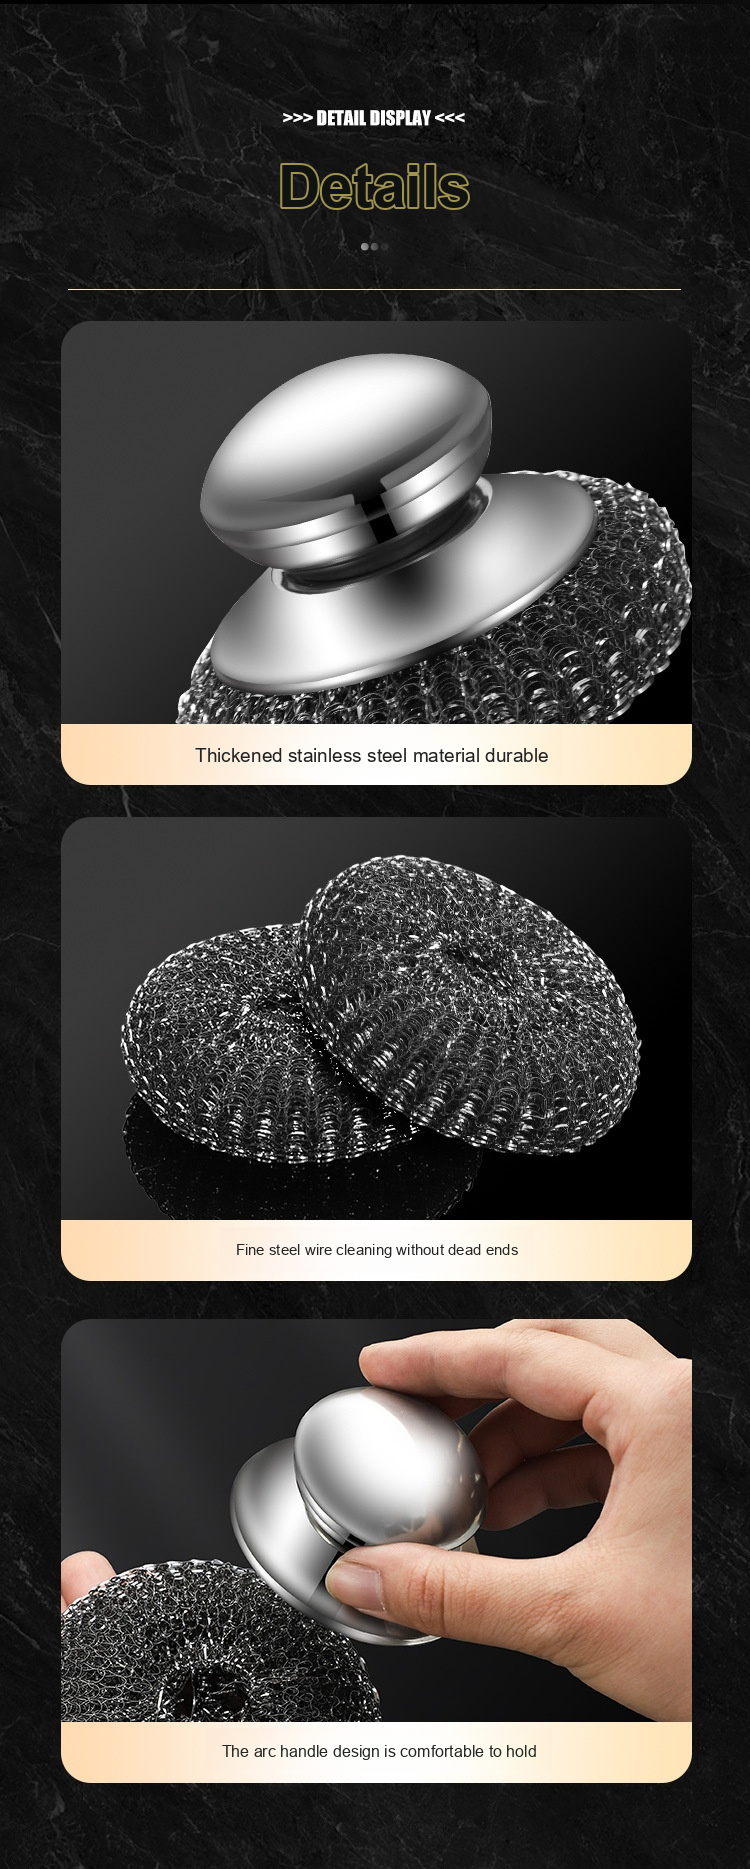 >>> DETAIL DISPLAY <<<
Details
Thickened stainless steel material durable
Fine steel wire cleaning without dead ends
The arc handle design is comfortable to hold